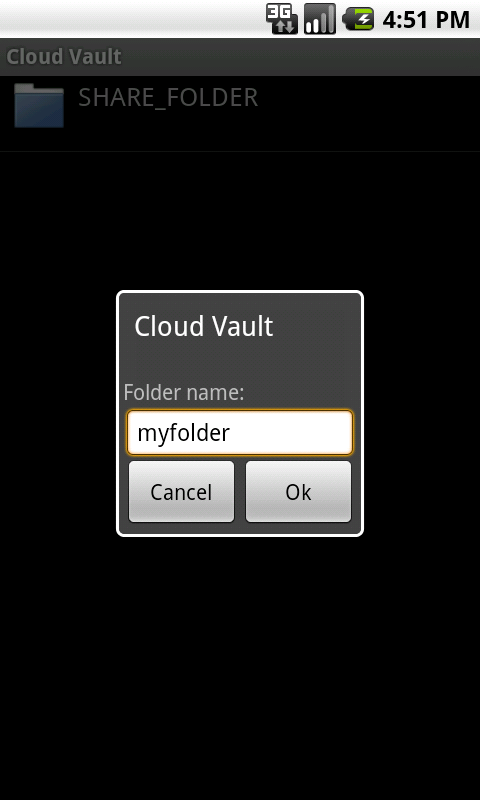 3G 4:51 PM
Cloud Vault
SHARE_FOLDER
Cloud Vault
Folder name:
myfolder
Cancel Ok